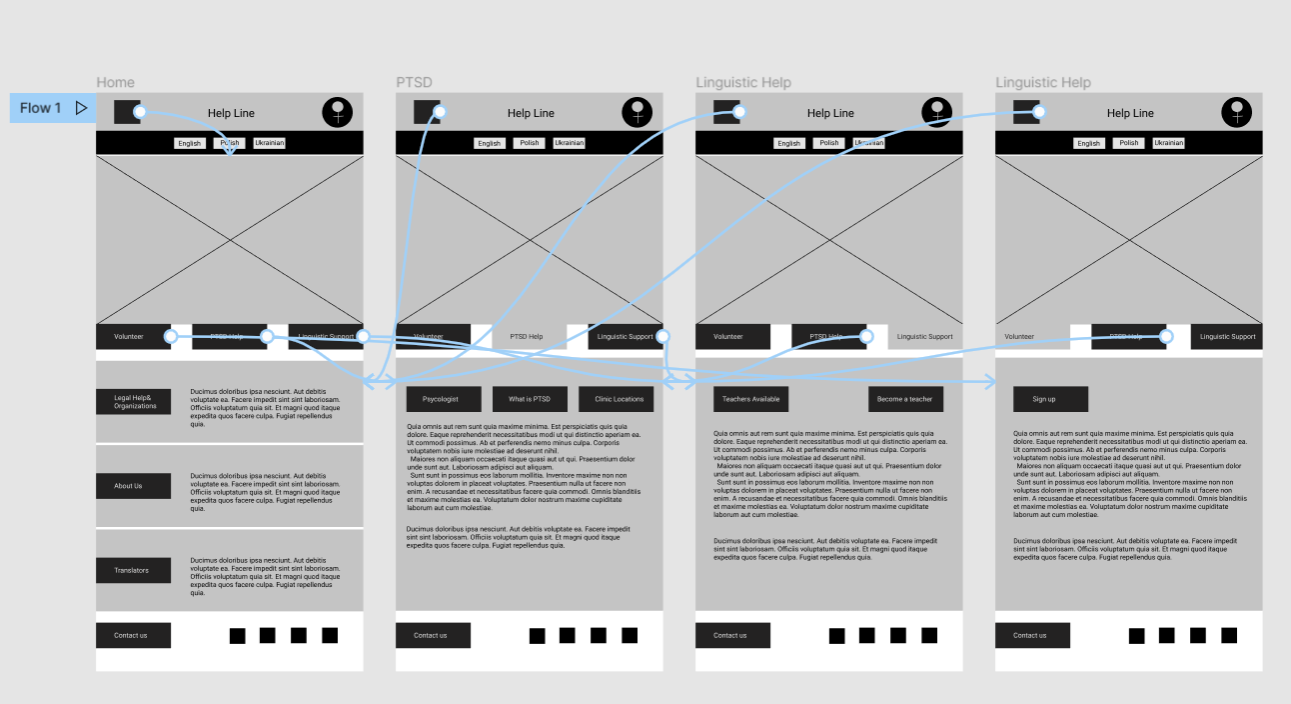 Home
PTSD
Linguistic Help
Linguistic Help
Flow 1
Help Line
English
Polish
Ukrainian
Volunteer
PTSD Help
Linguistic Support
Legal Help&
Organizations
Ducimus doloribus ipsa nesciunt. Aut debitis
voluptate ea. Facere impedit sint sint laboriosam.
Officiis voluptatum quia sit. Et magni quod itaque
expedita quos facere culpa. Fugiat repellendus
quia.
About Us
Ducimus doloribus ipsa nesciunt. Aut debitis
voluptate ea. Facere impedit sint sint laboriosam.
Officiis voluptatum quia sit. Et magni quod itaque
expedita quos facere culpa. Fugiat repellendus
quia.
Translators
Ducimus doloribus ipsa nesciunt. Aut debitis
voluptate ea. Facere impedit sint sint laboriosam.
Officiis voluptatum quia sit. Et magni quod itaque
expedita quos facere culpa. Fugiat repellendus
quia.
Contact us
Help Line
English
Polish
Ukrainian
Volunteer
PTSD Help
Linguistic Support
Psycologist
What is PTSD
Clinic Locations
Quia omnis aut rem sunt quia maxime minima. Est perspiciatis quis quia
dolore. Eaque reprehenderit necessitatibus modi ut qui distinctio aperiam ea.
Ut commodi possimus. Ab et perferendis nemo minus culpa. Corporis
voluptatem nobis iure molestiae ad deserunt nihil.
Maiores non aliquam occaecati itaque quasi aut ut qui. Praesentium dolor
unde sunt aut. Laboriosam adipisci aut aliquam.
Sunt sunt in possimus eos laborum mollitia. Inventore maxime non non
voluptas dolorem in placeat voluptates. Praesentium nulla ut facere non
enim. A recusandae et necessitatibus facere quia commodi. Omnis blanditiis
et maxime molestias ea. Voluptatum dolor nostrum maxime cupiditate
laborum aut cum molestiae.
Ducimus doloribus ipsa nesciunt. Aut debitis voluptate ea. Facere impedit
sint sint laboriosam. Officiis voluptatum quia sit. Et magni quod itaque
expedita quos facere culpa. Fugiat repellendus quia.
Contact us
Help Line
English
Polish
Ukrainian
Volunteer
PTSD Help
Linguistic Support
Teachers Available
Become a teacher
Quia omnis aut rem sunt quia maxime minima. Est perspiciatis quis quia
dolore. Eaque reprehenderit necessitatibus modi ut qui distinctio aperiam ea.
Ut commodi possimus. Ab et perferendis nemo minus culpa. Corporis
voluptatem nobis iure molestiae ad deserunt nihil.
Maiores non aliquam occaecati itaque quasi aut ut qui. Praesentium dolor
unde sunt aut. Laboriosam adipisci aut aliquam.
Sunt sunt in possimus eos laborum mollitia. Inventore maxime non non
voluptas dolorem in placeat voluptates. Praesentium nulla ut facere non
enim. A recusandae et necessitatibus facere quia commodi. Omnis blanditiis
et maxime molestias ea. Voluptatum dolor nostrum maxime cupiditate
laborum aut cum molestiae.
Ducimus doloribus ipsa nesciunt. Aut debitis voluptate ea. Facere impedit
sint sint laboriosam. Officiis voluptatum quia sit. Et magni quod itaque
expedita quos facere culpa. Fugiat repellendus quia.
Contact us
Help Line
English
Polish
Ukrainian
Volunteer
PTSD Help
Linguistic Support
Sign up
Quia omnis aut rem sunt quia maxime minima. Est perspiciatis quis quia
dolore. Eaque reprehenderit necessitatibus modi ut qui distinctio aperiam ea.
Ut commodi possimus. Ab et perferendis nemo minus culpa. Corporis
voluptatem nobis iure molestiae ad deserunt nihil.
Maiores non aliquam occaecati itaque quasi aut ut qui. Praesentium dolor
unde sunt aut. Laboriosam adipisci aut aliquam.
Sunt sunt in possimus eos laborum mollitia. Inventore maxime non non
voluptas dolorem in placeat voluptates. Praesentium nulla ut facere non
enim. A recusandae et necessitatibus facere quia commodi. Omnis blanditiis
et maxime molestias ea. Voluptatum dolor nostrum maxime cupiditate
laborum aut cum molestiae.
Ducimus doloribus ipsa nesciunt. Aut debitis voluptate ea. Facere impedit
sint sint laboriosam. Officiis voluptatum quia sit. Et magni quod itaque
expedita quos facere culpa. Fugiat repellendus quia.
Contact us